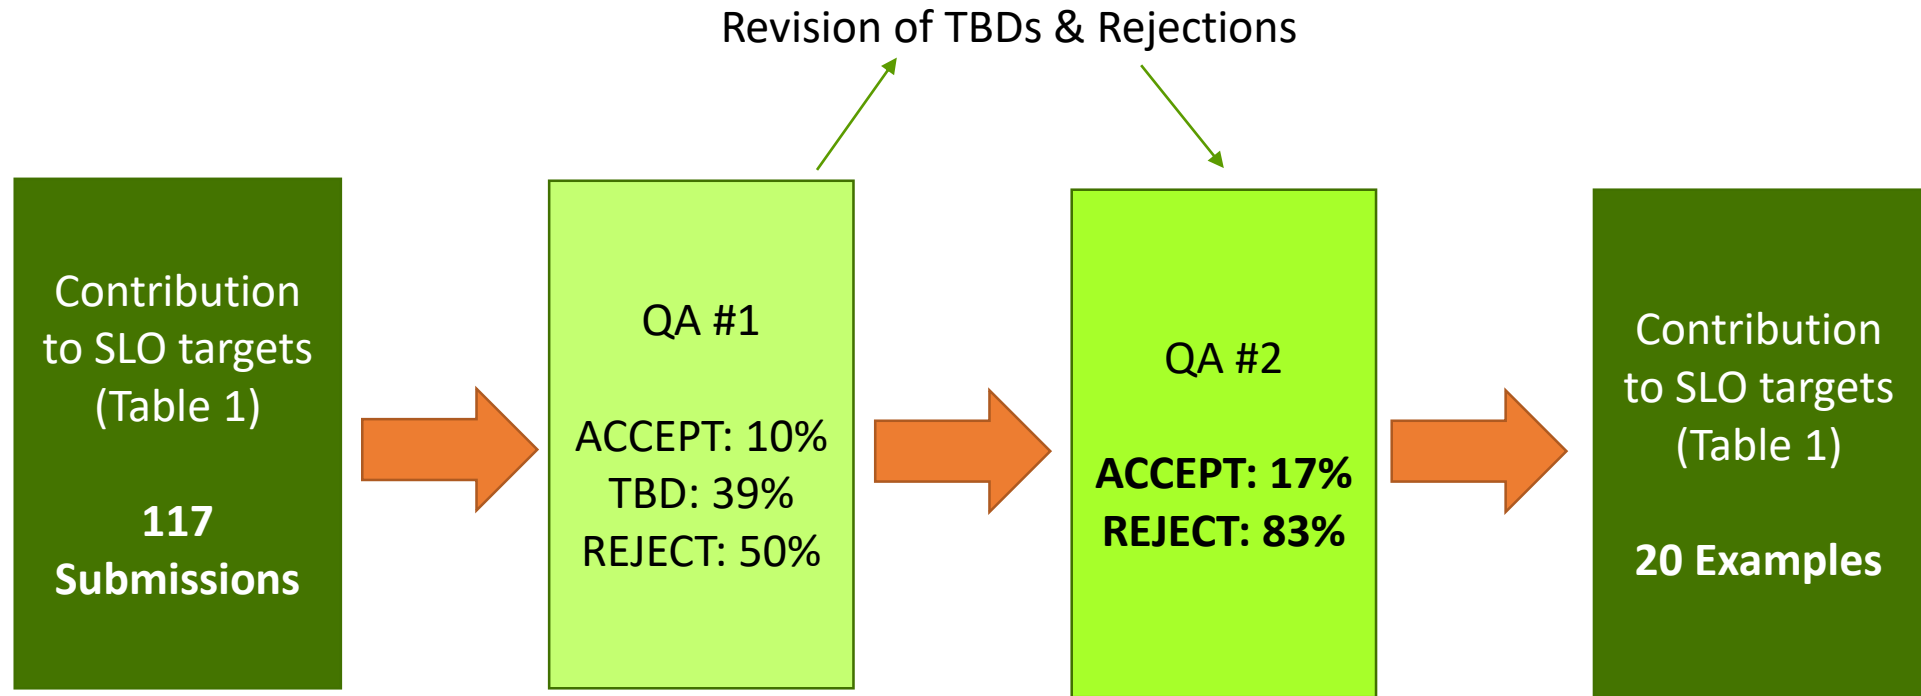 Revision of TBDs & Rejections
Contribution
to SLO targets
(Table 1)
117
Submissions
QA #1
ACCEPT: 10%
TBD: 39%
REJECT: 50%
QA #2
ACCEPT: 17%
REJECT: 83%
Contribution
to SLO targets
(Table 1)
20 Examples